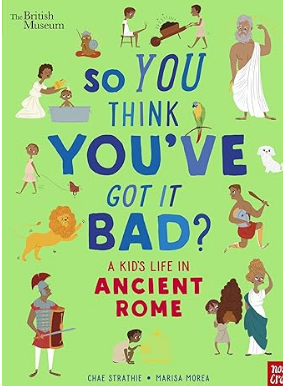 The British
Museum
SO YOU
THINK
YOU'VE
GOT IT
BAD?
A KID'S LIFE IN
ANCIENT
ROME
CHAE STRATHIE • MARISA MOREA